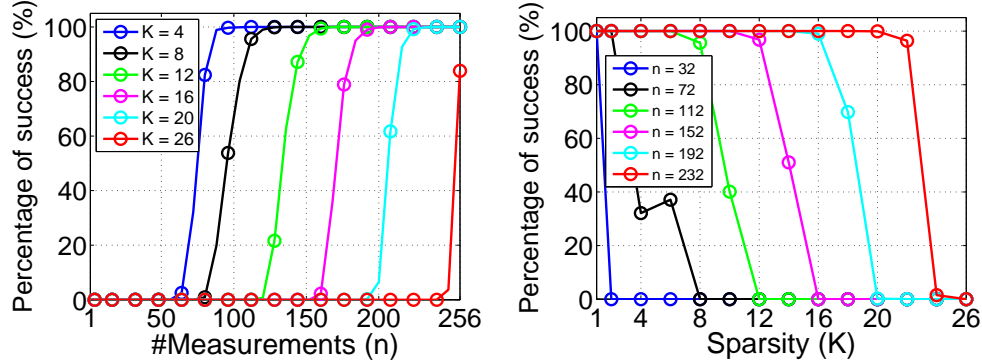 Percentage of success (%)
100
80
60
40
20
0
K = 4
K = 8
K = 12
K = 16
K = 20
K = 26
1 50 100 150 200 256
#Measurements (n)
Percentage of success (%)
100
80
60
40
20
0
n = 32
n = 72
n = 112
n = 152
n = 192
n = 232
1 4 8 12 16 20 26
Sparsity (K)